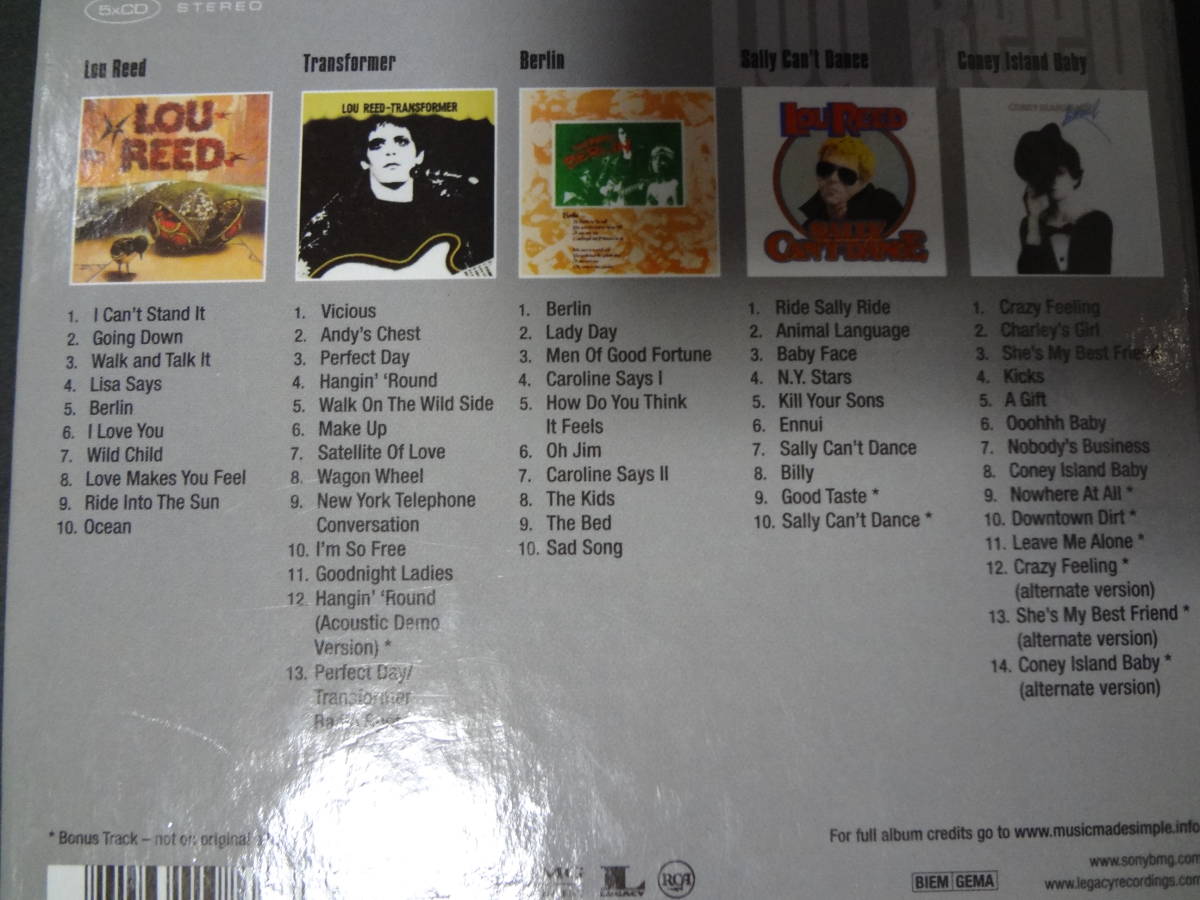 5xCD STEREO
Lou Reed
LOU REED
1. I Can't Stand It
2. Going Down
3. Walk and Talk It
4. Lisa Says
5. Berlin
6. I Love You
7. Wild Child
8. Love Makes You Feel
9. Ride Into The Sun
10. Ocean
Transformer
LOU REED-TRANSFORMER
1. Vicious
2. Andy's Chest
3. Perfect Day
4. Hangin' ‘Round
5. Walk On The Wild Side
6. Make Up
7. Satellite Of Love
8. Wagon Wheel
9. New York Telephone
Conversation
10. I'm So Free
11. Goodnight Ladies
12. Hangin' ‘Round
(Acoustic Demo
Version) *
13. Perfect Day/
Transformer
Berlin
BERLIN
1. Berlin
2. Lady Day
3. Men Of Good Fortune
4. Caroline Says I
5. How Do You Think
It Feels
6. Oh Jim
7. Caroline Says II
8. The Kids
9. The Bed
10. Sad Song
Sally Can't Dance
LOU REED
SALLY CAN'T DANCE
1. Ride Sally Ride
2. Animal Language
3. Baby Face
4. N.Y. Stars
5. Kill Your Sons
6. Ennui
7. Sally Can't Dance
8. Billy
9. Good Taste *
10. Sally Can't Dance *
LOU REED
Coney Island Baby
CONEY ISLAND BABY
1. Crazy Feeling
2. Charley's Girl
3. She's My Best Friend
4. Kicks
5. A Gift
6. Ooohhh Baby
7. Nobody's Business
8. Coney Island Baby
9. Nowhere At All *
10. Downtown Dirt *
11. Leave Me Alone *
12. Crazy Feeling *
(alternate version)
13. She's My Best Friend *
(alternate version)
14. Coney Island Baby *
(alternate version)
* Bonus Track – not on original
For full album credits go to www.musicmadesimple.info
www.sonybmg.com
www.legacyrecordings.com
LEGACY
RCA
BIEM GEMA